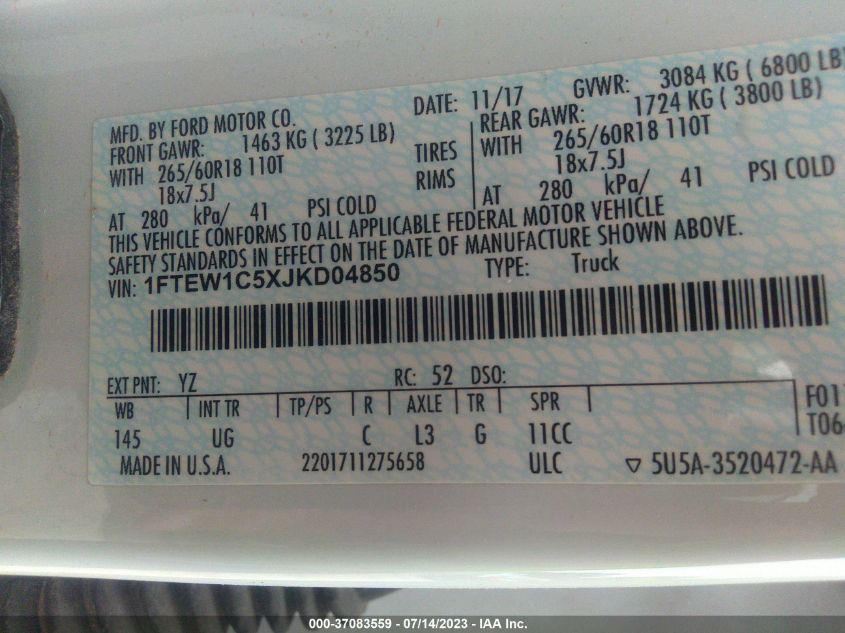 MFD. BY FORD MOTOR CO. DATE: 11/17 GVWR: 3084 KG ( 6800 LB)
FRONT GAWR: 1463 KG ( 3225 LB) REAR GAWR: 1724 KG ( 3800 LB)
WITH 265/60R18 110T TIRES WITH 265/60R18 110T
18x7.5J RIMS 18x7.5J
AT 280 kPa/ 41 PSI COLD AT 280 kPa/ 41 PSI COLD
THIS VEHICLE CONFORMS TO ALL APPLICABLE FEDERAL MOTOR VEHICLE
SAFETY STANDARDS IN EFFECT ON THE DATE OF MANUFACTURE SHOWN ABOVE.
VIN: 1FTEW1C5XJKD04850 TYPE: Truck
EXT PNT: YZ RC: 52 DSO:
WB | INT TR | TP/PS | R | AXLE | TR | SPR F01
145 UG C L3 G 11CC T06
MADE IN U.S.A. 2201711275658 ULC ▽ 5U5A-3520472-AA
000-37083559 - 07/14/2023 - IAA Inc.